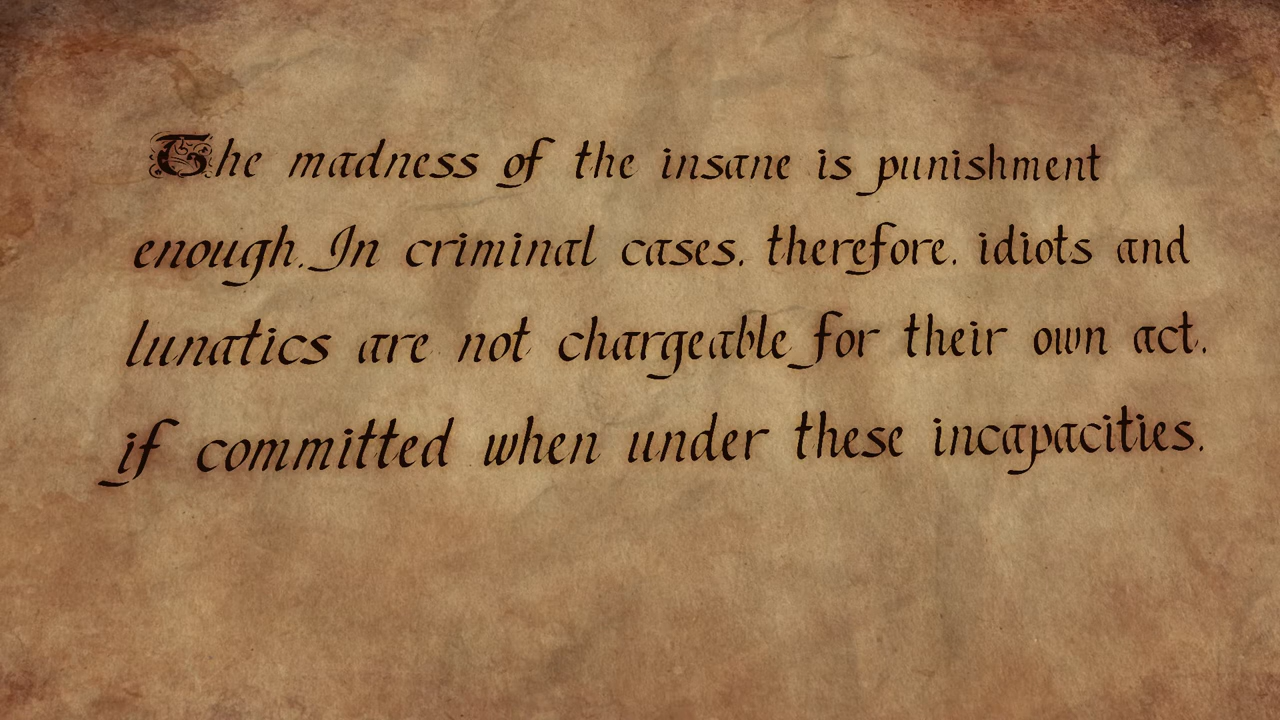 The madness of the insane is punishment
enough. In criminal cases, therefore, idiots and
lunatics are not chargeable for their own act,
if committed when under these incapacities.